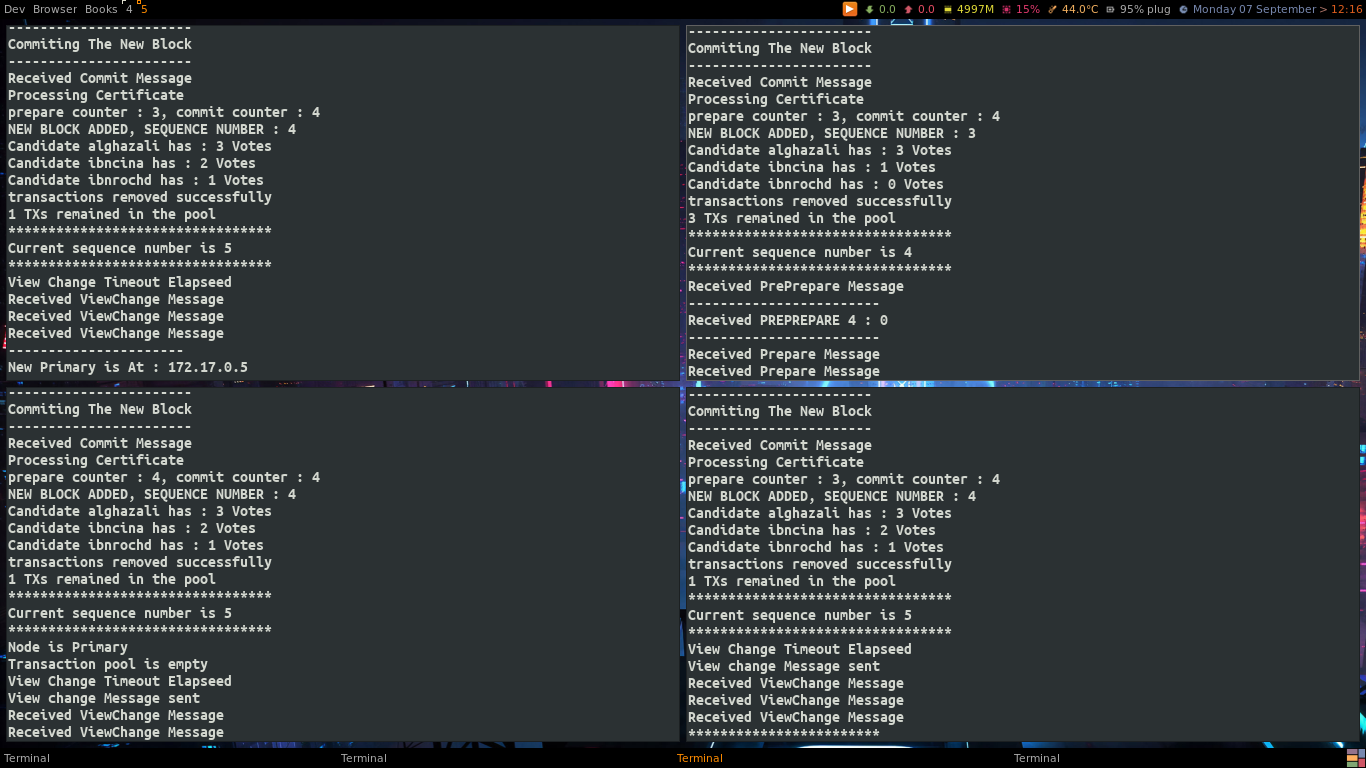 Dev Browser Books 4 5
0.0 0.0 4997M 15% 44.0°C 95% plug Monday 07 September > 12:16
-----------------------
Commiting The New Block
-----------------------
Received Commit Message
Processing Certificate
prepare counter : 3, commit counter : 4
NEW BLOCK ADDED, SEQUENCE NUMBER : 4
Candidate alghazali has : 3 Votes
Candidate ibncina has : 2 Votes
Candidate ibnrochd has : 1 Votes
transactions removed successfully
1 TXs remained in the pool
*********************************
Current sequence number is 5
*********************************
View Change Timeout Elapseed
Received ViewChange Message
Received ViewChange Message
Received ViewChange Message
----------------------
New Primary is At : 172.17.0.5
-----------------------
Commiting The New Block
-----------------------
Received Commit Message
Processing Certificate
prepare counter : 3, commit counter : 4
NEW BLOCK ADDED, SEQUENCE NUMBER : 3
Candidate alghazali has : 3 Votes
Candidate ibncina has : 1 Votes
Candidate ibnrochd has : 0 Votes
transactions removed successfully
3 TXs remained in the pool
*********************************
Current sequence number is 4
*********************************
Received PrePrepare Message
------------------------
Received PREPREPARE 4 : 0
------------------------
Received Prepare Message
Received Prepare Message
-----------------------
Commiting The New Block
-----------------------
Received Commit Message
Processing Certificate
prepare counter : 4, commit counter : 4
NEW BLOCK ADDED, SEQUENCE NUMBER : 4
Candidate alghazali has : 3 Votes
Candidate ibncina has : 2 Votes
Candidate ibnrochd has : 1 Votes
transactions removed successfully
1 TXs remained in the pool
*********************************
Current sequence number is 5
*********************************
Node is Primary
Transaction pool is empty
View Change Timeout Elapseed
View change Message sent
Received ViewChange Message
Received ViewChange Message
-----------------------
Commiting The New Block
-----------------------
Received Commit Message
Processing Certificate
prepare counter : 3, commit counter : 4
NEW BLOCK ADDED, SEQUENCE NUMBER : 4
Candidate alghazali has : 3 Votes
Candidate ibncina has : 2 Votes
Candidate ibnrochd has : 1 Votes
transactions removed successfully
1 TXs remained in the pool
*********************************
Current sequence number is 5
*********************************
View Change Timeout Elapseed
View change Message sent
Received ViewChange Message
Received ViewChange Message
Received ViewChange Message
************************
Terminal Terminal Terminal Terminal